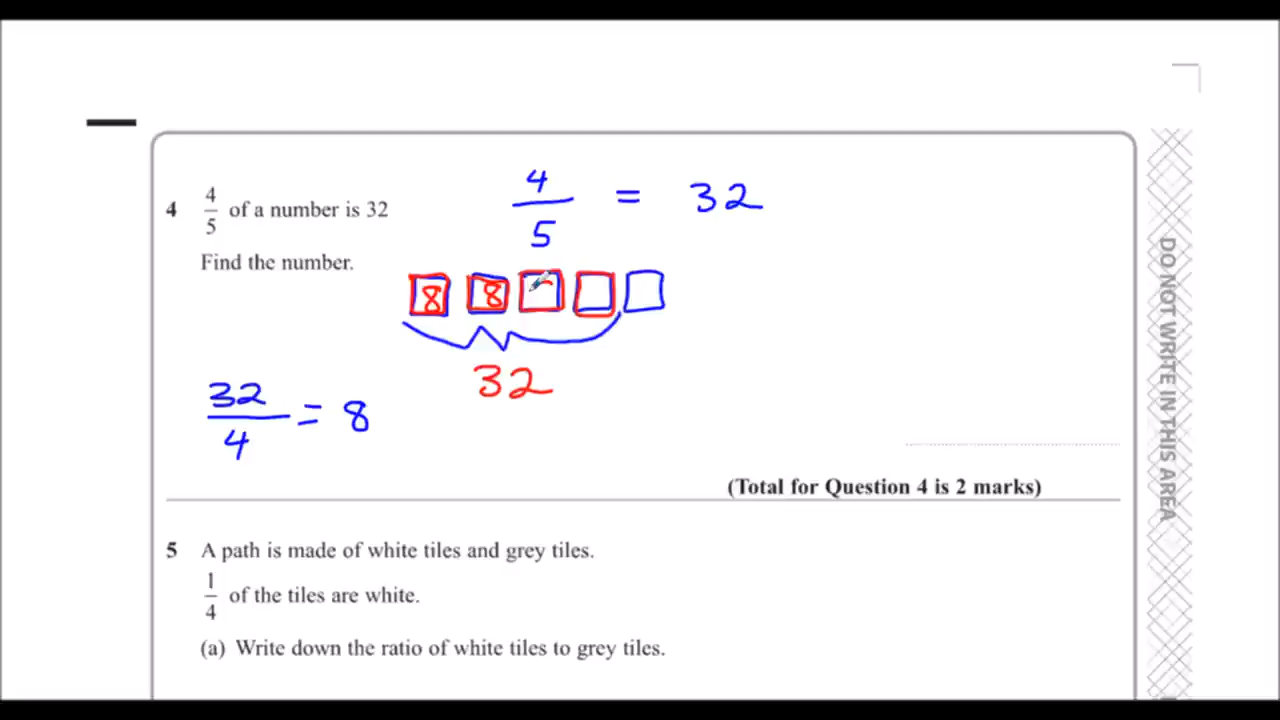 4 4/5 of a number is 32
4/5 = 32
Find the number.
8 8
32
32/4 = 8
(Total for Question 4 is 2 marks)
5 A path is made of white tiles and grey tiles.
1/4 of the tiles are white.
(a) Write down the ratio of white tiles to grey tiles.
DO NOT WRITE IN THIS AREA